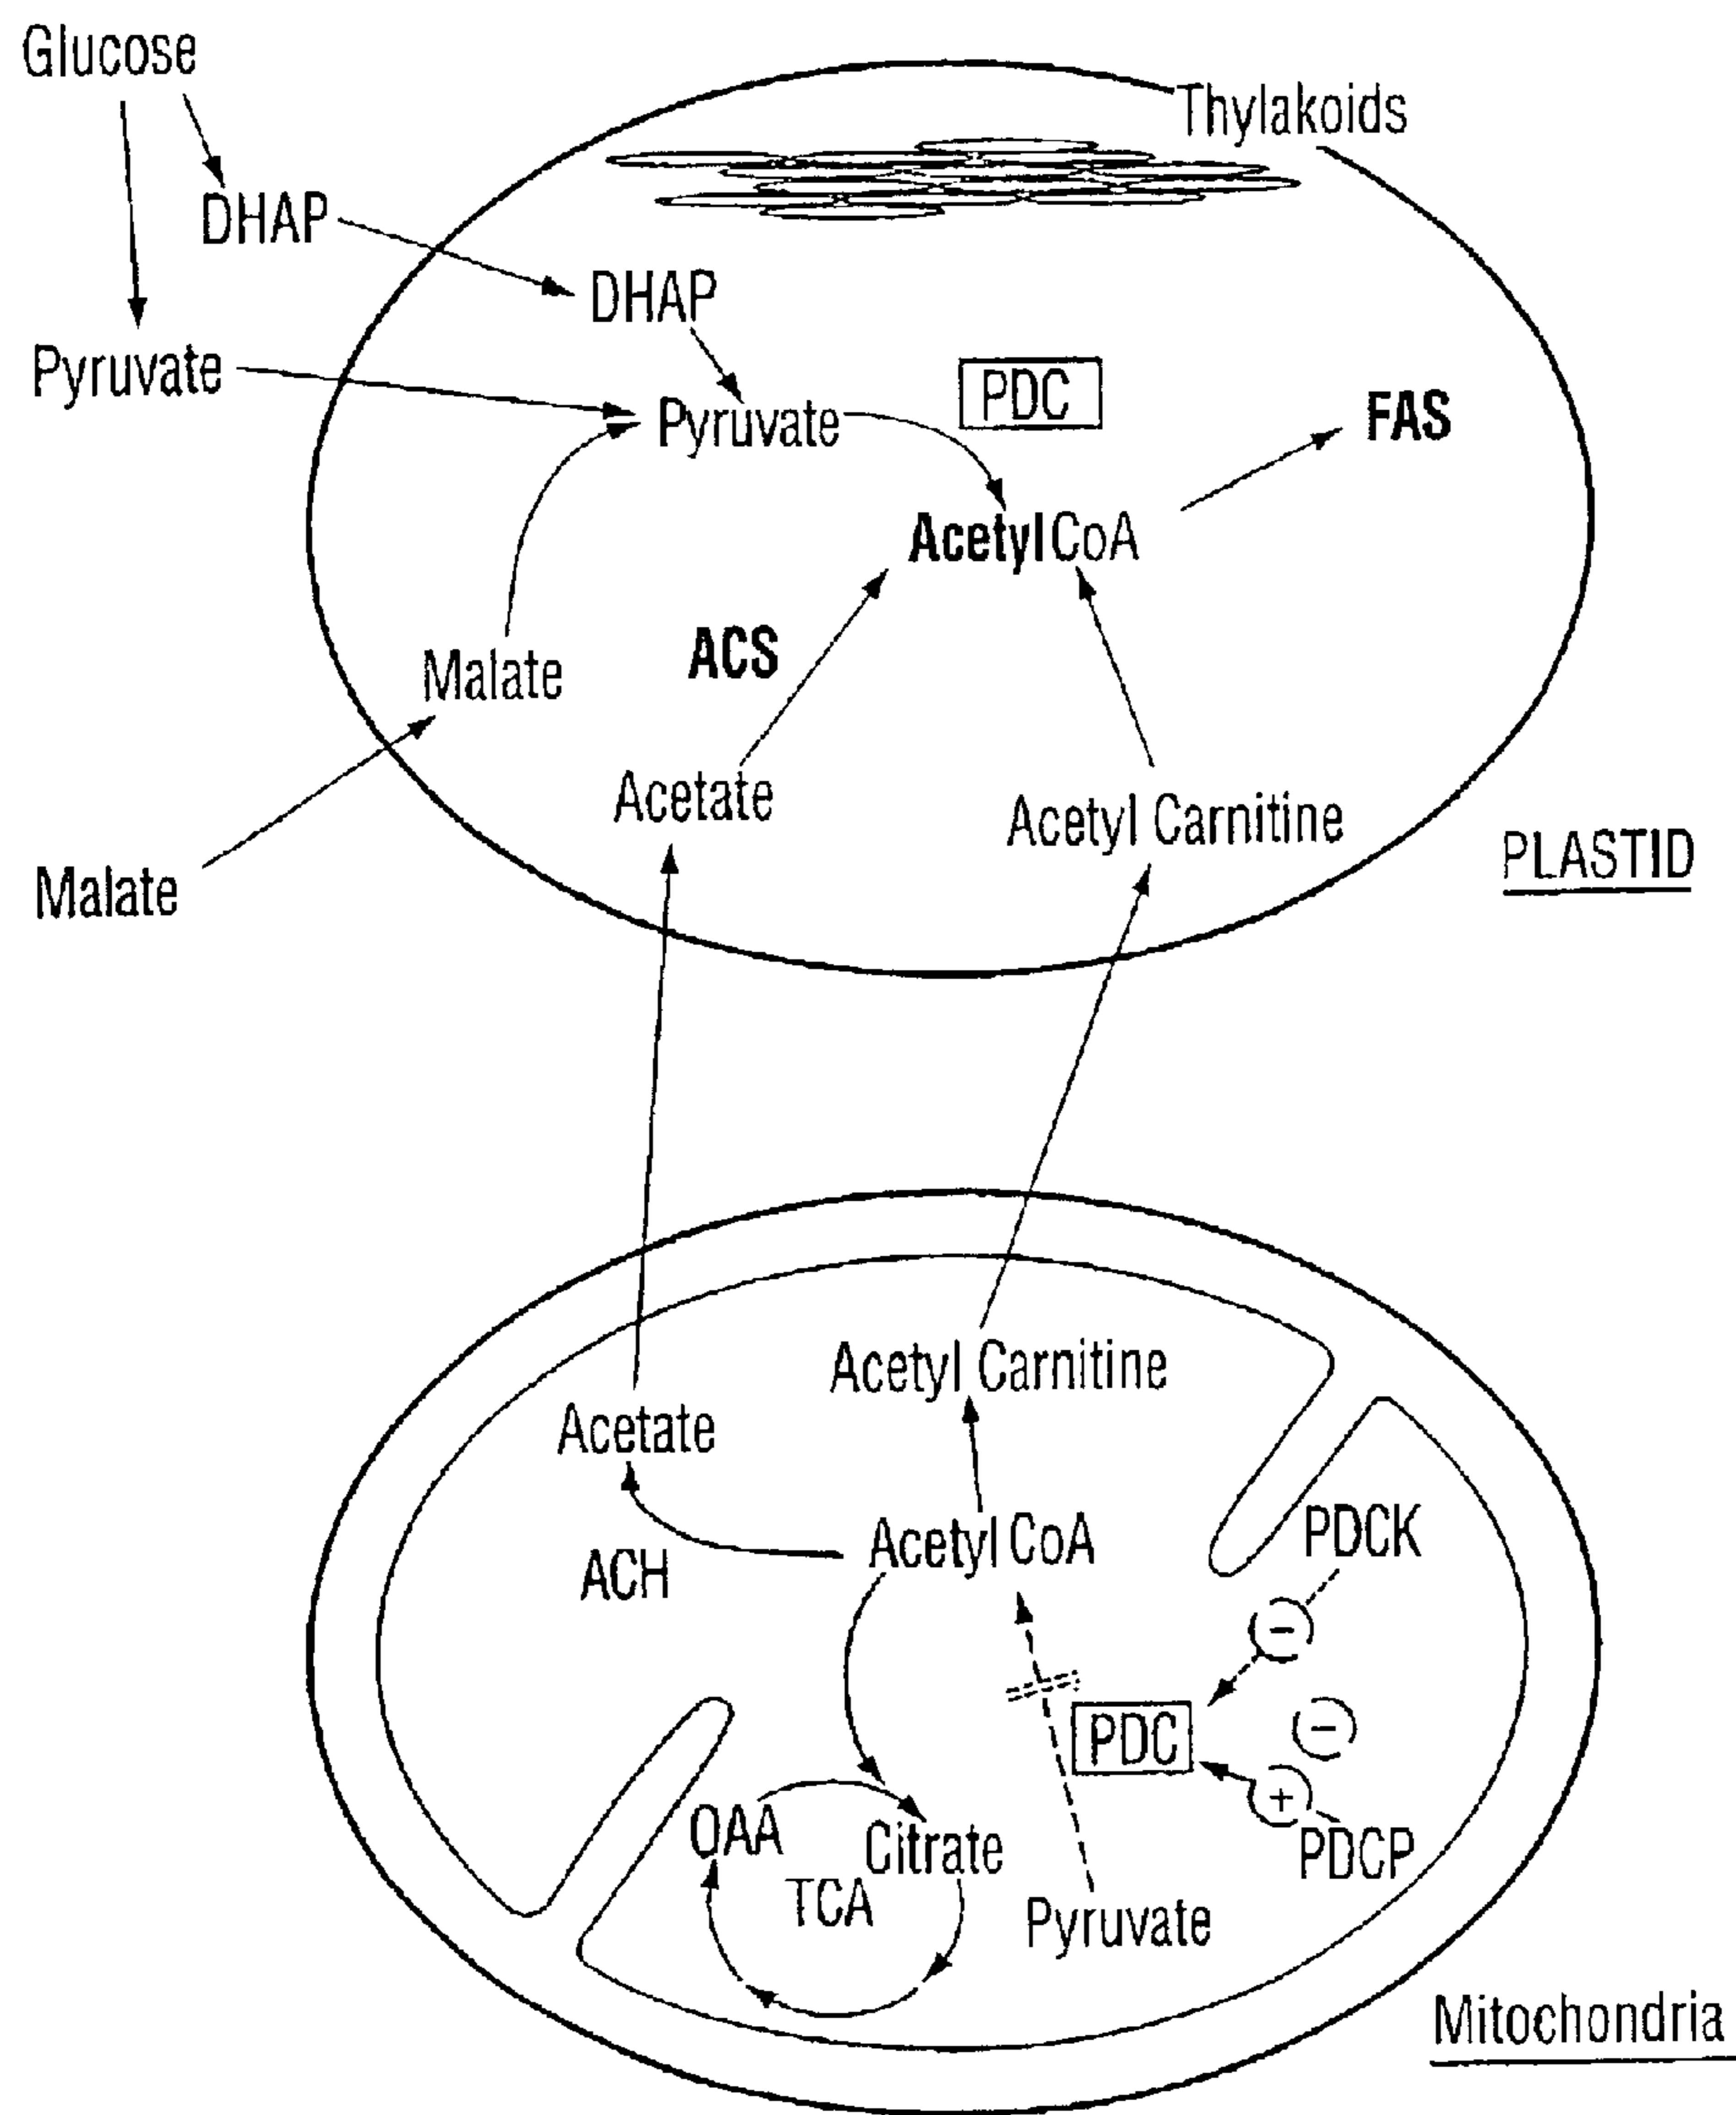 Glucose
Thylakoids
DHAP
DHAP
Pyruvate
PDC
Pyruvate
FAS
Acetyl CoA
ACS
Malate
Acetate
Acetyl Carnitine
PLASTID
Malate
Acetyl Carnitine
Acetate
PDCK
Acetyl CoA
ACH
−
PDC
−
+
OAA
Citrate
PDCP
TCA
Pyruvate
Mitochondria